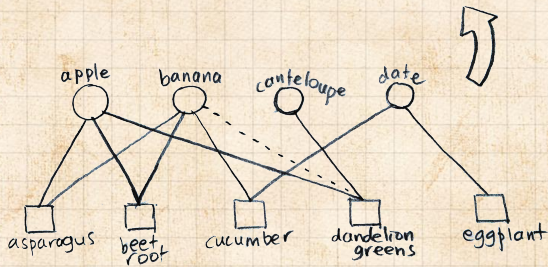 apple
banana
canteloupe
date
asparagus
beet
root
cucumber
dandelion
greens
eggplant